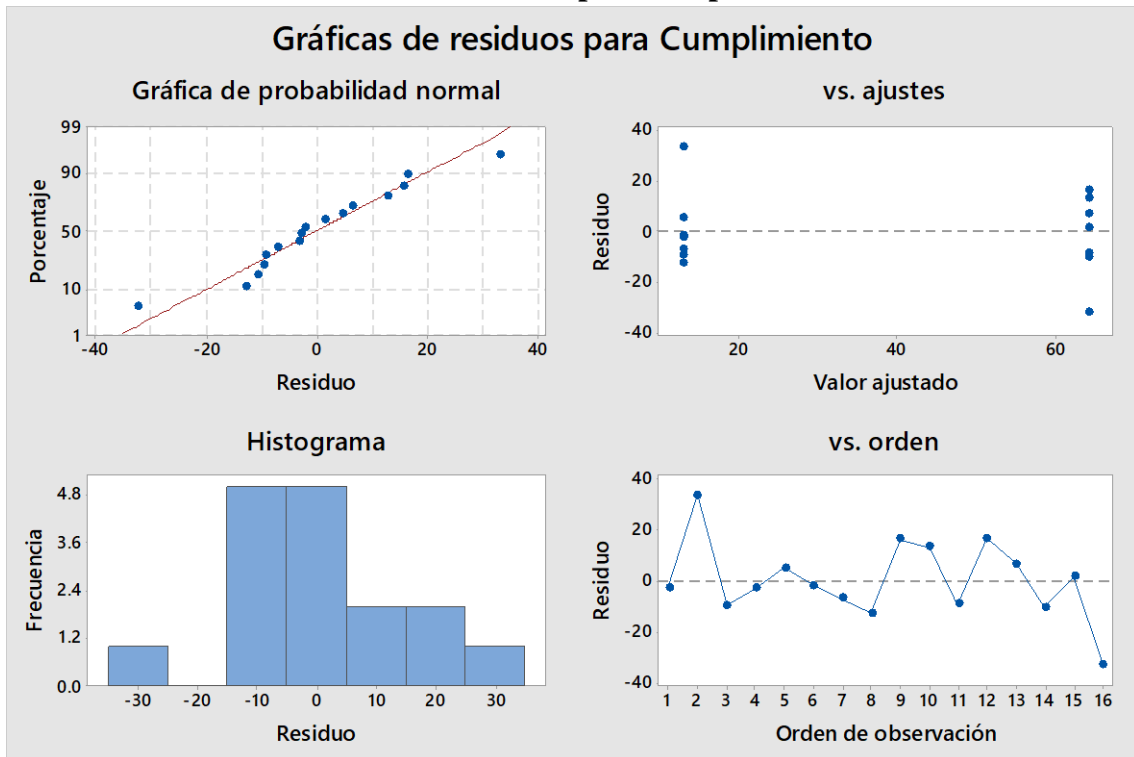 Gráficas de residuos para Cumplimiento
Gráfica de probabilidad normal
99
90
50
10
1
Porcentaje
-40 -20 0 20 40
Residuo
vs. ajustes
40
20
0
-20
-40
Residuo
20 40 60
Valor ajustado
Histograma
4.8
3.6
2.4
1.2
0.0
Frecuencia
-30 -20 -10 0 10 20 30
Residuo
vs. orden
40
20
0
-20
-40
Residuo
1 2 3 4 5 6 7 8 9 10 11 12 13 14 15 16
Orden de observación